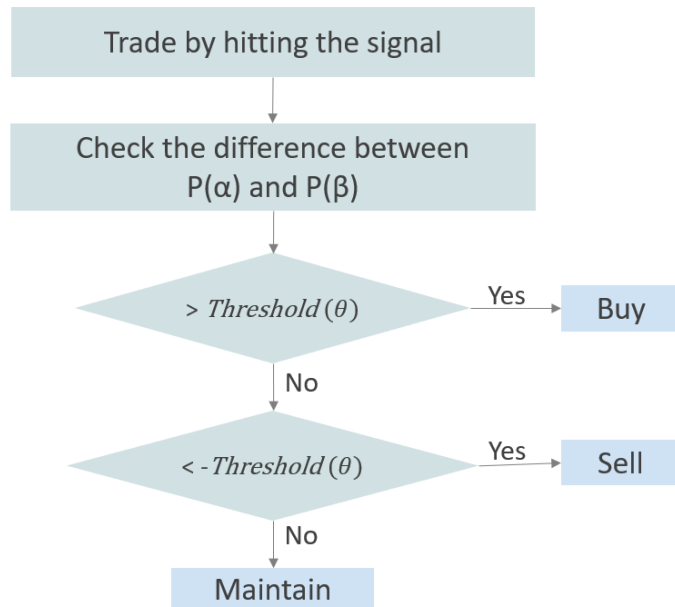 Trade by hitting the signal
Check the difference between
P(α) and P(β)
> Threshold (θ)
Yes
Buy
No
< -Threshold (θ)
Yes
Sell
No
Maintain